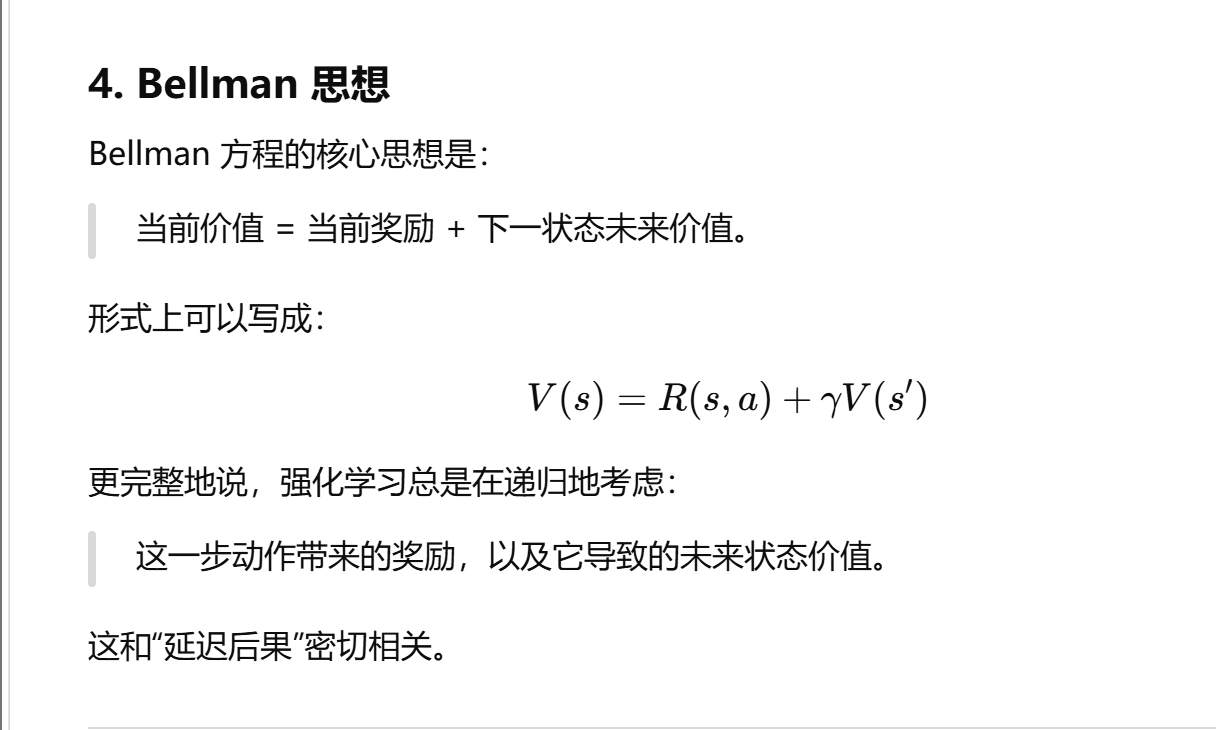 4. Bellman 思想
Bellman 方程的核心思想是：
当前价值 = 当前奖励 + 下一状态未来价值。
形式上可以写成：
V(s) = R(s, a) + γV(s′)
更完整地说，强化学习总是在递归地考虑：
这一步动作带来的奖励，以及它导致的未来状态价值。
这和“延迟后果”密切相关。